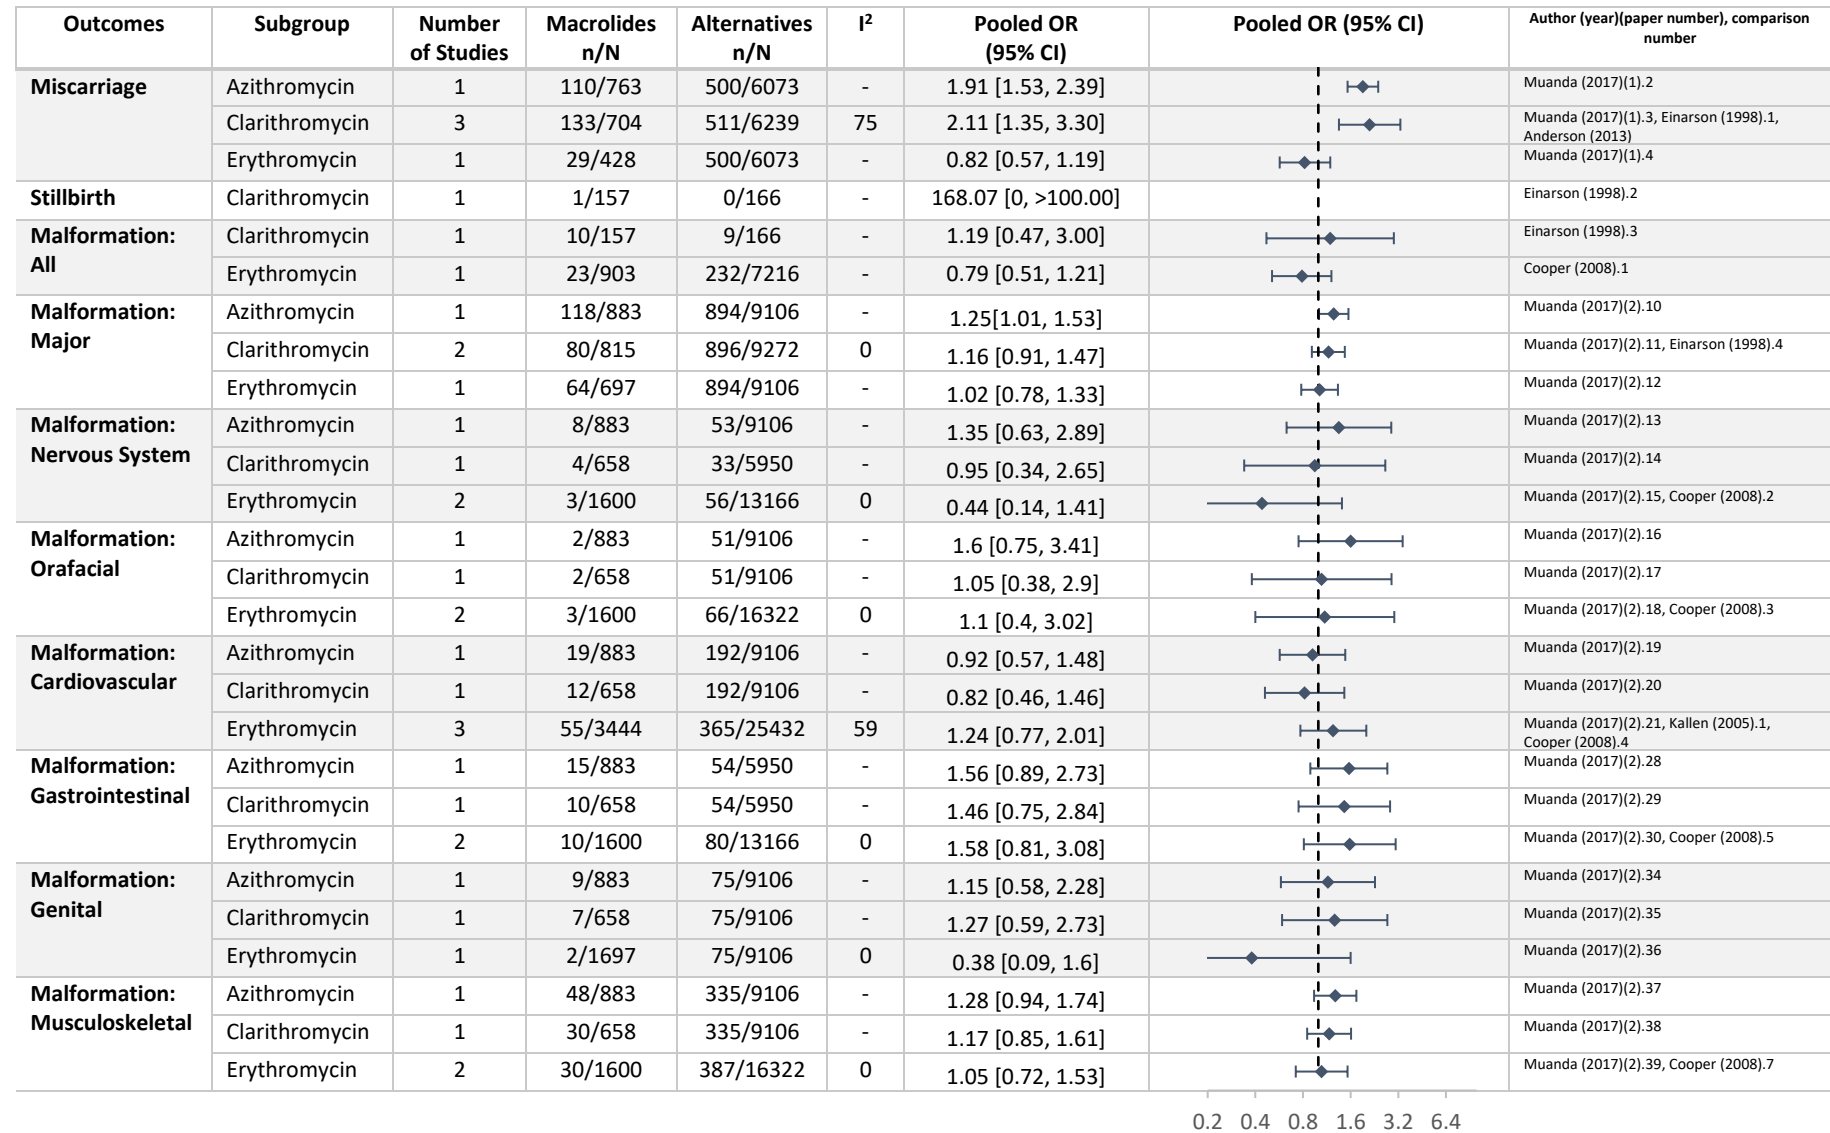 Outcomes Subgroup Number of Studies Macrolides n/N Alternatives n/N I² Pooled OR (95% CI) Pooled OR (95% CI) Author (year)(paper number), comparison number
Miscarriage Azithromycin 1 110/763 500/6073 - 1.91 [1.53, 2.39] Muanda (2017)(1).2
Clarithromycin 3 133/704 511/6239 75 2.11 [1.35, 3.30] Muanda (2017)(1).3, Einarson (1998).1, Anderson (2013)
Erythromycin 1 29/428 500/6073 - 0.82 [0.57, 1.19] Muanda (2017)(1).4
Stillbirth Clarithromycin 1 1/157 0/166 - 168.07 [0, >100.00] Einarson (1998).2
Malformation: All Clarithromycin 1 10/157 9/166 - 1.19 [0.47, 3.00] Einarson (1998).3
Erythromycin 1 23/903 232/7216 - 0.79 [0.51, 1.21] Cooper (2008).1
Malformation: Major Azithromycin 1 118/883 894/9106 - 1.25[1.01, 1.53] Muanda (2017)(2).10
Clarithromycin 2 80/815 896/9272 0 1.16 [0.91, 1.47] Muanda (2017)(2).11, Einarson (1998).4
Erythromycin 1 64/697 894/9106 - 1.02 [0.78, 1.33] Muanda (2017)(2).12
Malformation: Nervous System Azithromycin 1 8/883 53/9106 - 1.35 [0.63, 2.89] Muanda (2017)(2).13
Clarithromycin 1 4/658 33/5950 - 0.95 [0.34, 2.65] Muanda (2017)(2).14
Erythromycin 2 3/1600 56/13166 0 0.44 [0.14, 1.41] Muanda (2017)(2).15, Cooper (2008).2
Malformation: Orafacial Azithromycin 1 2/883 51/9106 - 1.6 [0.75, 3.41] Muanda (2017)(2).16
Clarithromycin 1 2/658 51/9106 - 1.05 [0.38, 2.9] Muanda (2017)(2).17
Erythromycin 2 3/1600 66/16322 0 1.1 [0.4, 3.02] Muanda (2017)(2).18, Cooper (2008).3
Malformation: Cardiovascular Azithromycin 1 19/883 192/9106 - 0.92 [0.57, 1.48] Muanda (2017)(2).19
Clarithromycin 1 12/658 192/9106 - 0.82 [0.46, 1.46] Muanda (2017)(2).20
Erythromycin 3 55/3444 365/25432 59 1.24 [0.77, 2.01] Muanda (2017)(2).21, Kallen (2005).1, Cooper (2008).4
Malformation: Gastrointestinal Azithromycin 1 15/883 54/5950 - 1.56 [0.89, 2.73] Muanda (2017)(2).28
Clarithromycin 1 10/658 54/5950 - 1.46 [0.75, 2.84] Muanda (2017)(2).29
Erythromycin 2 10/1600 80/13166 0 1.58 [0.81, 3.08] Muanda (2017)(2).30, Cooper (2008).5
Malformation: Genital Azithromycin 1 9/883 75/9106 - 1.15 [0.58, 2.28] Muanda (2017)(2).34
Clarithromycin 1 7/658 75/9106 - 1.27 [0.59, 2.73] Muanda (2017)(2).35
Erythromycin 1 2/1697 75/9106 0 0.38 [0.09, 1.6] Muanda (2017)(2).36
Malformation: Musculoskeletal Azithromycin 1 48/883 335/9106 - 1.28 [0.94, 1.74] Muanda (2017)(2).37
Clarithromycin 1 30/658 335/9106 - 1.17 [0.85, 1.61] Muanda (2017)(2).38
Erythromycin 2 30/1600 387/16322 0 1.05 [0.72, 1.53] Muanda (2017)(2).39, Cooper (2008).7
0.2 0.4 0.8 1.6 3.2 6.4